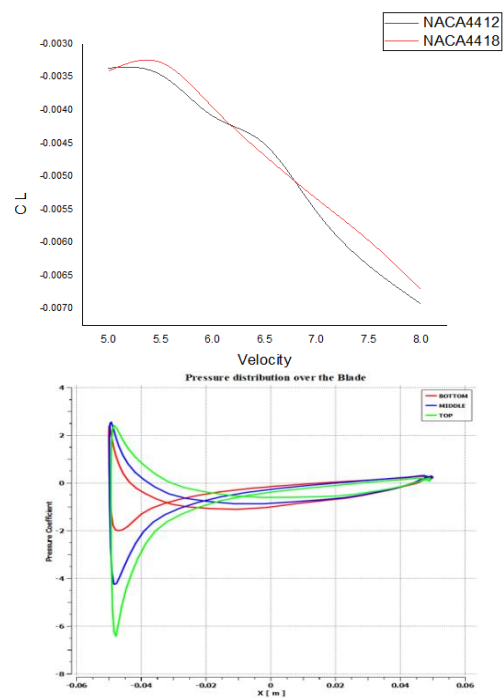 NACA4412
NACA4418
-0.0030
-0.0035
-0.0040
-0.0045
-0.0050
-0.0055
-0.0060
-0.0065
-0.0070
C L
5.0 5.5 6.0 6.5 7.0 7.5 8.0
Velocity
Pressure distribution over the Blade
BOTTOM
MIDDLE
TOP
4
2
0
-2
-4
-6
-8
Pressure Coefficient
-0.06 -0.04 -0.02 0 0.02 0.04 0.06
X [ m ]